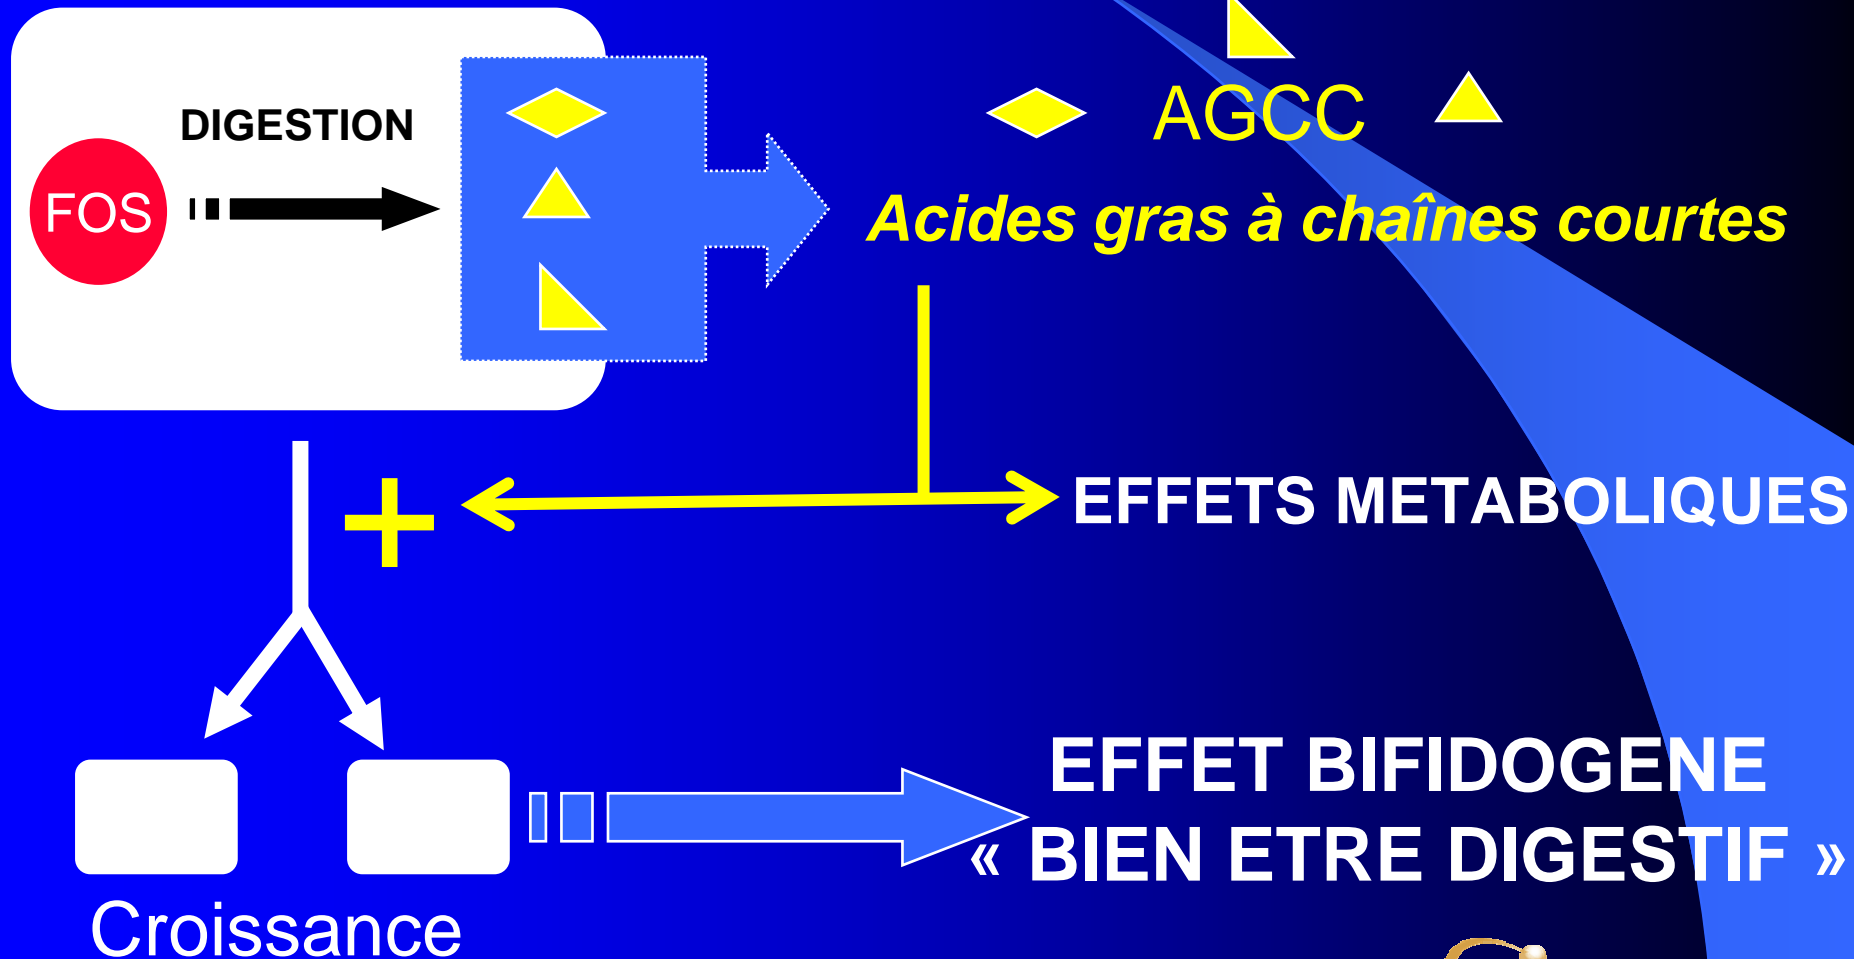 DIGESTION
FOS
AGCC
Acides gras à chaînes courtes
+
EFFETS METABOLIQUES
EFFET BIFIDOGENE
« BIEN ETRE DIGESTIF »
Croissance